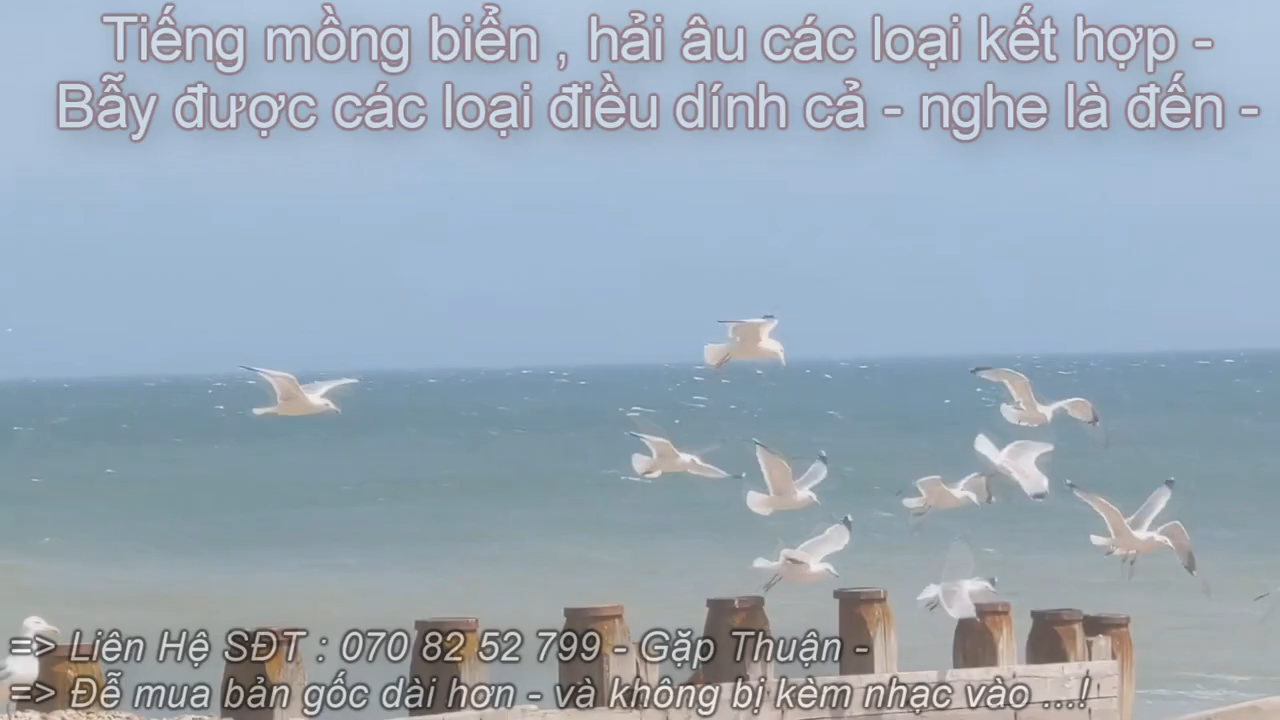 Tiếng mồng biển , hải âu các loại kết hợp -
Bẫy được các loại điều dính cả - nghe là đến -
=> Liên Hệ SĐT : 070 82 52 799 - Gặp Thuận -
=> Đễ mua bản gốc dài hơn - và không bị kèm nhạc vào ...!